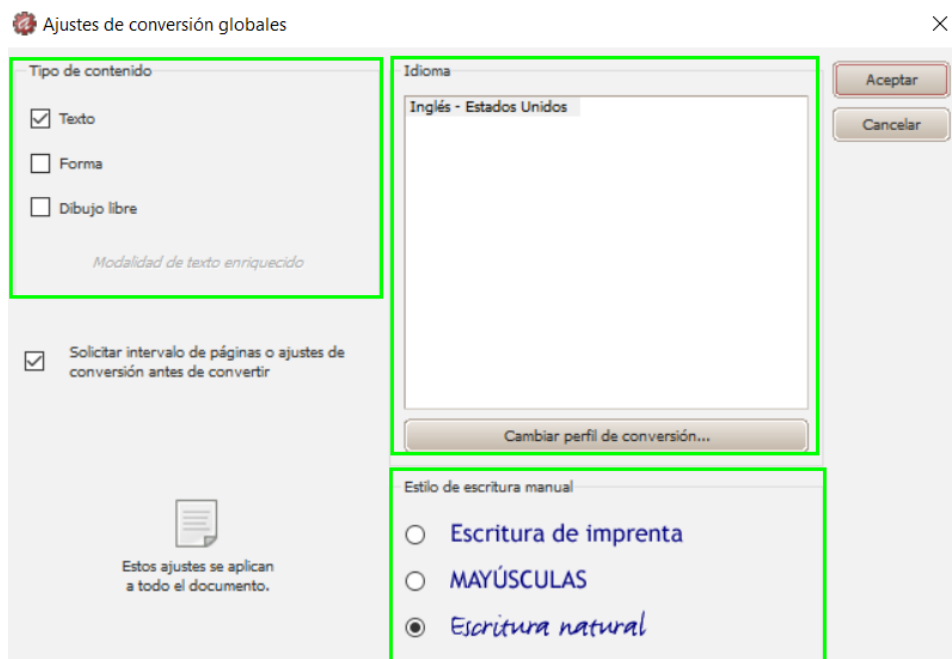 Ajustes de conversión globales
Tipo de contenido
Texto
Forma
Dibujo libre
Modalidad de texto enriquecido
Solicitar intervalo de páginas o ajustes de
conversión antes de convertir
Estos ajustes se aplican
a todo el documento.
Idioma
Inglés - Estados Unidos
Cambiar perfil de conversión...
Estilo de escritura manual
Escritura de imprenta
MAYÚSCULAS
Escritura natural
Aceptar
Cancelar